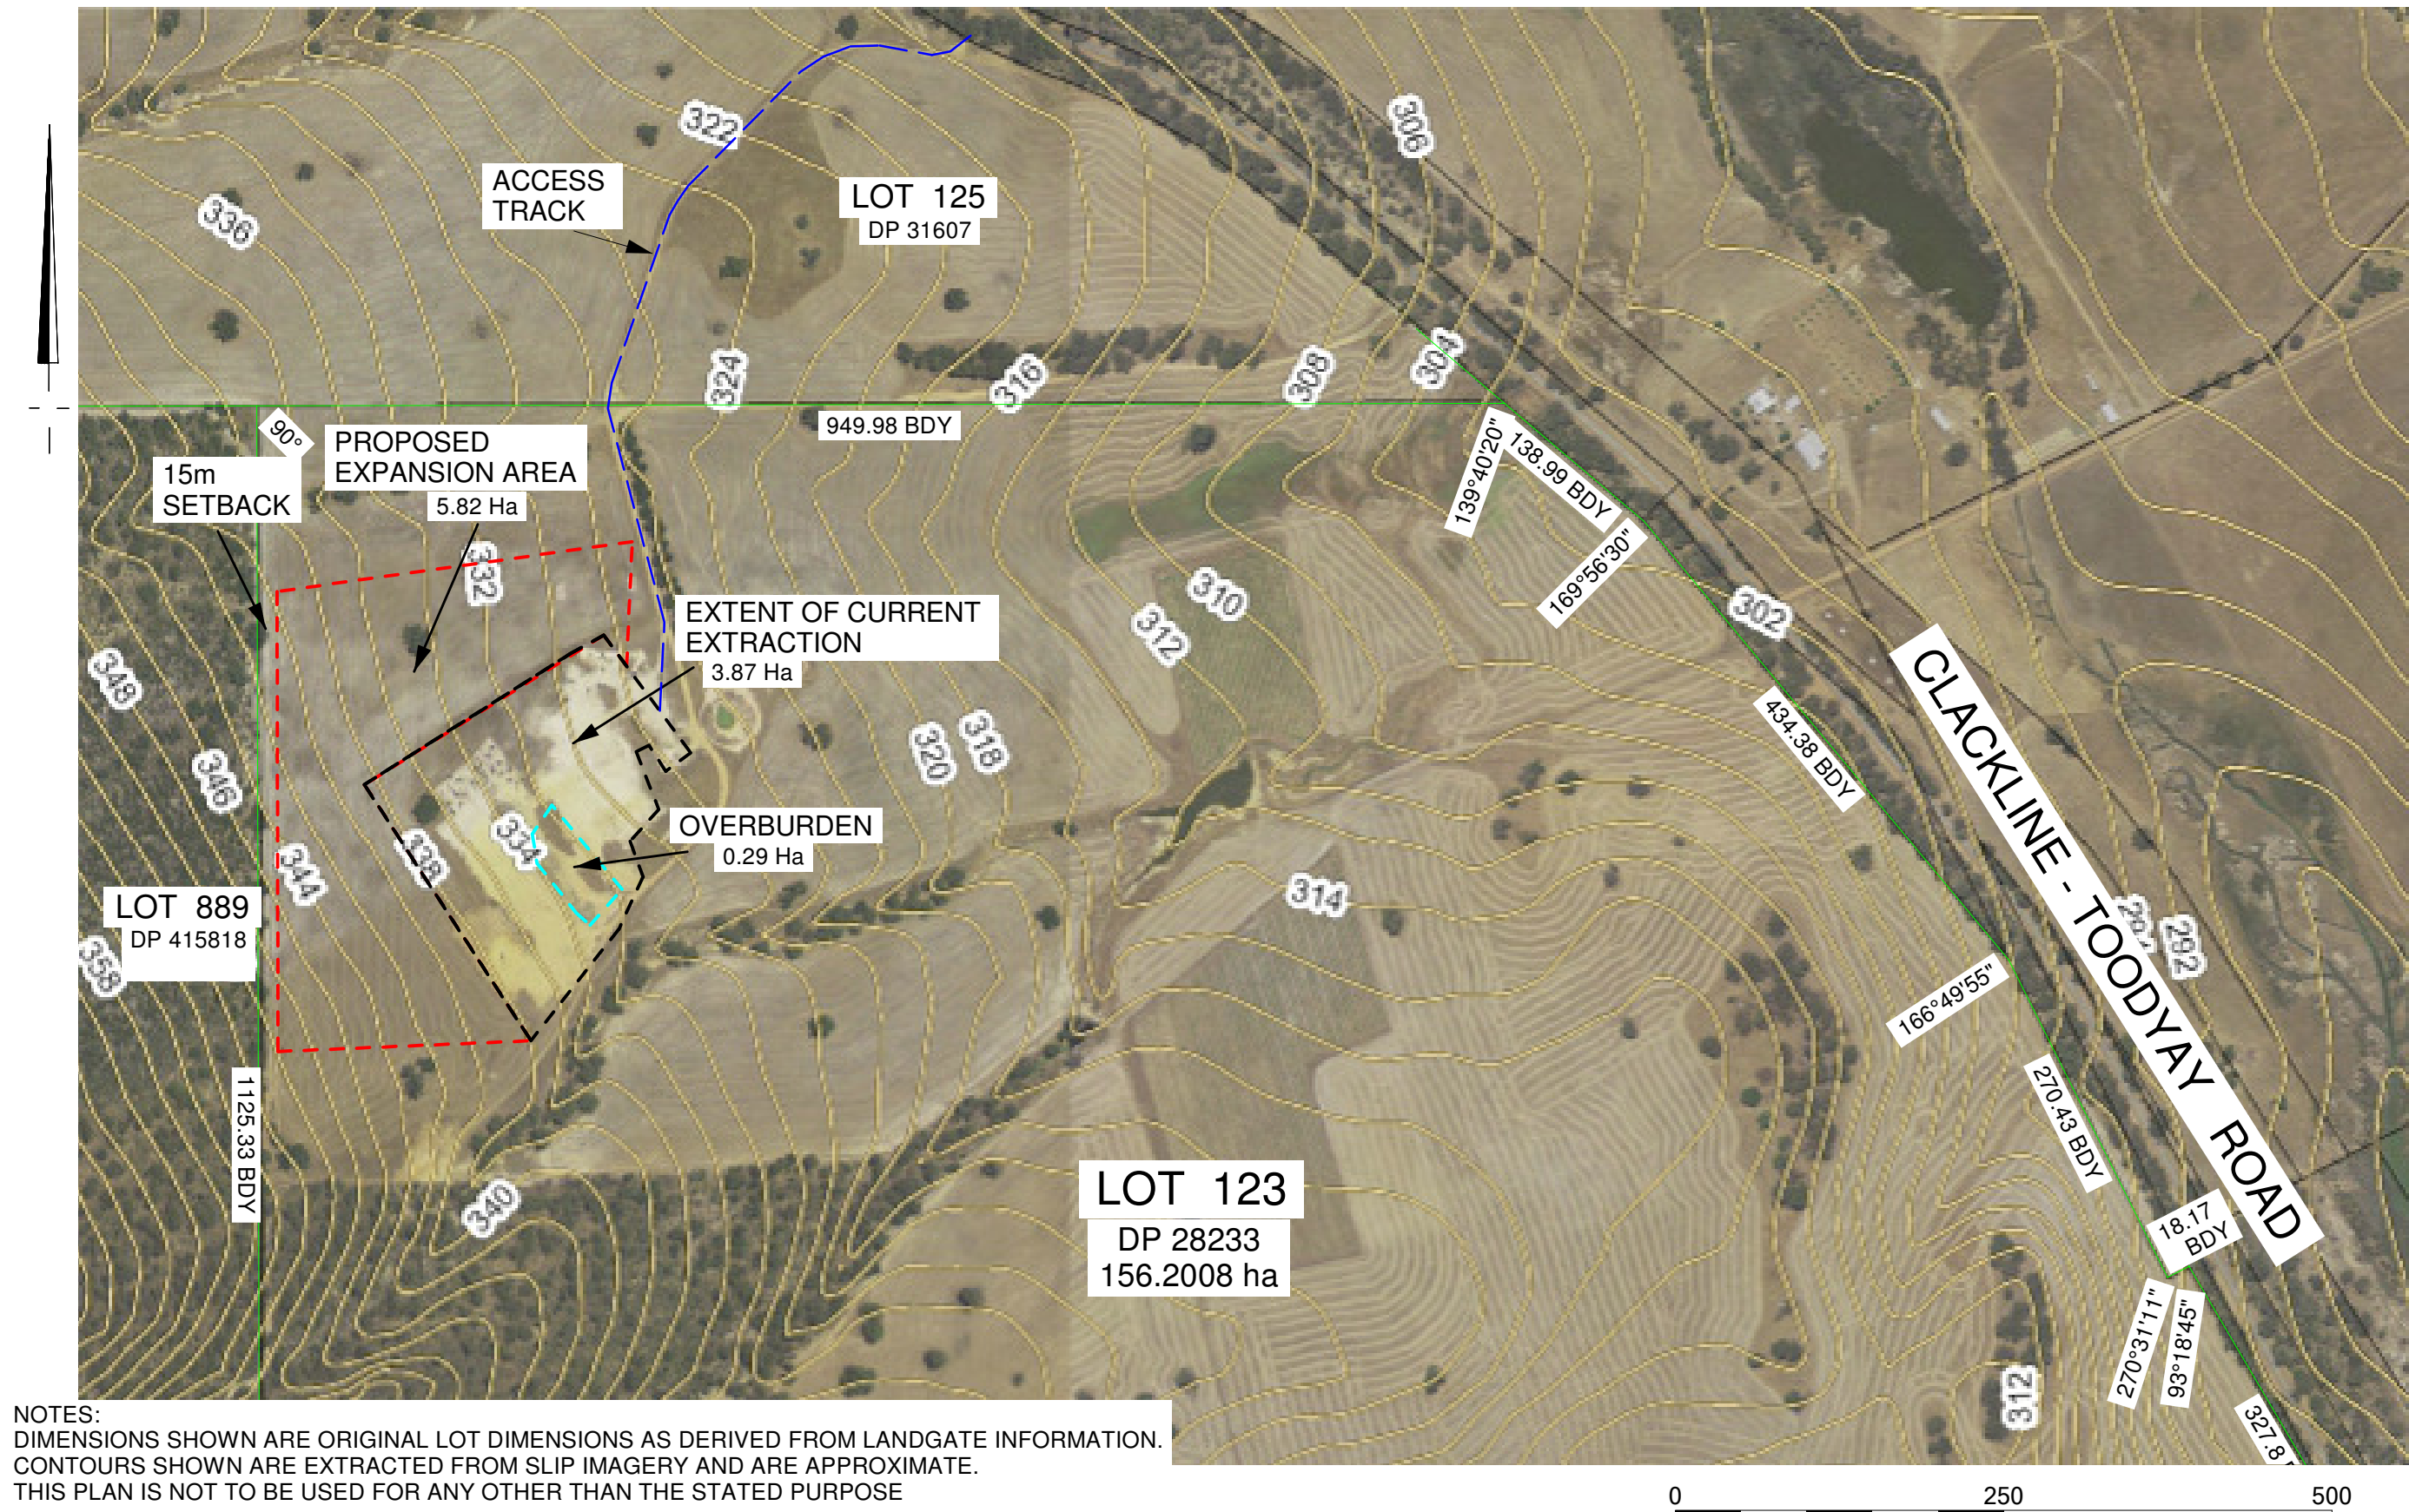 322
306
ACCESS
TRACK
LOT 125
DP 31607
336
324
316
308
304
949.98 BDY
90°
PROPOSED
EXPANSION AREA
5.82 Ha
15m
SETBACK
139°40'20"
138.99 BDY
169°56'30"
332
310
312
302
EXTENT OF CURRENT
EXTRACTION
3.87 Ha
348
346
320
318
434.38 BDY
CLACKLINE - TOODYAY ROAD
OVERBURDEN
0.29 Ha
334
338
344
314
LOT 889
DP 415818
358
292
166°49'55"
1125.33 BDY
270.43 BDY
340
LOT 123
DP 28233
156.2008 ha
18.17
BDY
270°31'11"
93°18'45"
312
327.8
NOTES:
DIMENSIONS SHOWN ARE ORIGINAL LOT DIMENSIONS AS DERIVED FROM LANDGATE INFORMATION.
CONTOURS SHOWN ARE EXTRACTED FROM SLIP IMAGERY AND ARE APPROXIMATE.
THIS PLAN IS NOT TO BE USED FOR ANY OTHER THAN THE STATED PURPOSE
0 250 500